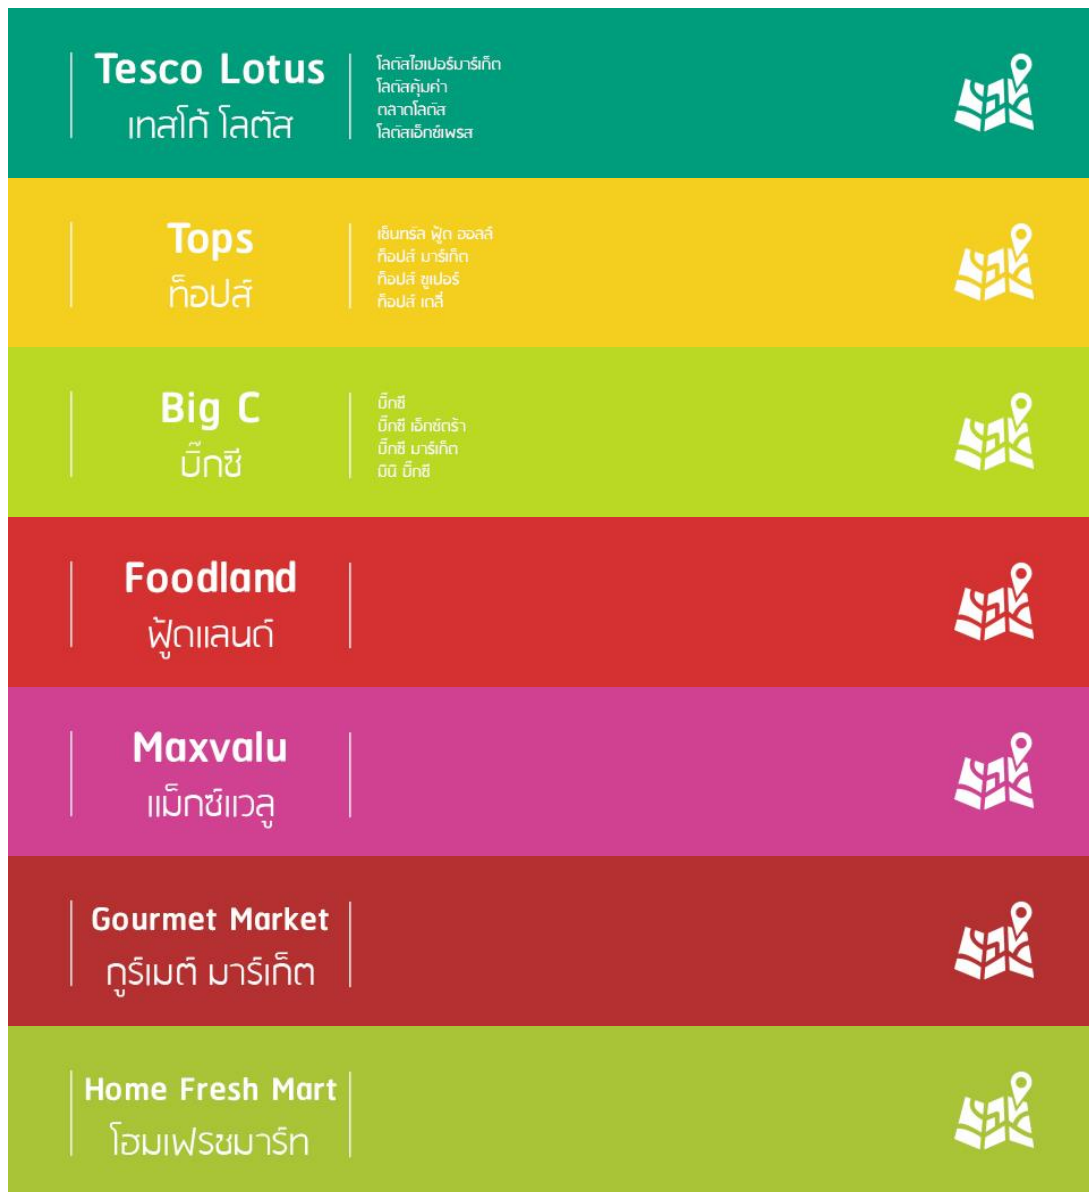 Tesco Lotus
เทสโก้ โลตัส
โลตัสไฮเปอร์มาร์เก็ต
โลตัสคุ้มค่า
ตลาดโลตัส
โลตัสเอ็กซ์เพรส
Tops
ท็อปส์
เซ็นทรัล ฟู้ด ฮอลล์
ท็อปส์ มาร์เก็ต
ท็อปส์ ซูเปอร์
ท็อปส์ เดลี่
Big C
บิ๊กซี
บิ๊กซี
บิ๊กซี เอ็กซ์ตร้า
บิ๊กซี มาร์เก็ต
มินิ บิ๊กซี
Foodland
ฟู้ดแลนด์
Maxvalu
แม็กซ์แวลู
Gourmet Market
กูร์เมต์ มาร์เก็ต
Home Fresh Mart
โฮมเฟรชมาร์ท